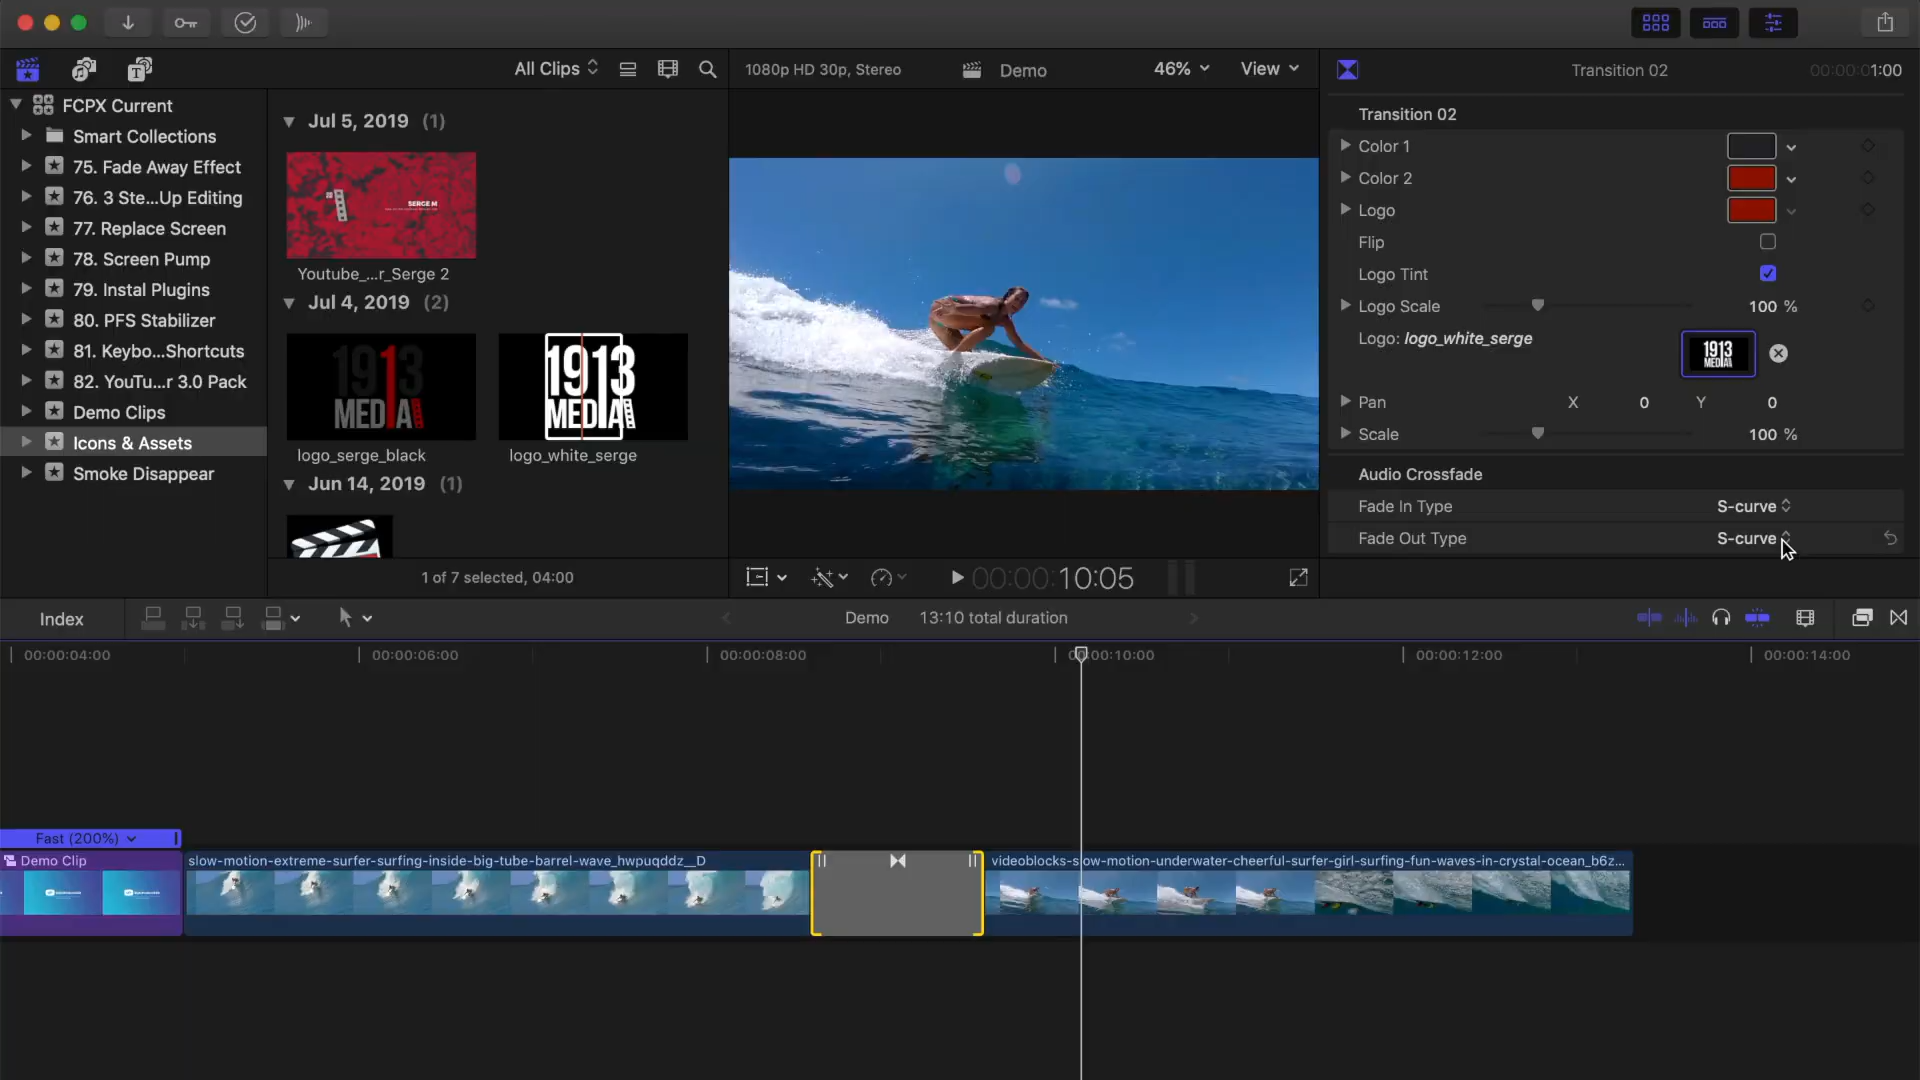 All Clips
1080p HD 30p, Stereo
Demo
46%
View
Transition 02
00:00:01:00
FCPX Current
Smart Collections
75. Fade Away Effect
76. 3 Ste...Up Editing
77. Replace Screen
78. Screen Pump
79. Instal Plugins
80. PFS Stabilizer
81. Keybo...Shortcuts
82. YouTu...r 3.0 Pack
Demo Clips
Icons & Assets
Smoke Disappear
Jul 5, 2019 (1)
SERGE M
Youtube_...r_Serge 2
Jul 4, 2019 (2)
1913
MEDIA
logo_serge_black
1913
MEDIA
logo_white_serge
Jun 14, 2019 (1)
1 of 7 selected, 04:00
00:00:10:05
Transition 02
Color 1
Color 2
Logo
Flip
Logo Tint
Logo Scale 100 %
Logo: logo_white_serge
1913
MEDIA
Pan X 0 Y 0
Scale 100 %
Audio Crossfade
Fade In Type S-curve
Fade Out Type S-curve
Index
Demo
13:10 total duration
00:00:04:00
00:00:06:00
00:00:08:00
00:00:10:00
00:00:12:00
00:00:14:00
Fast (200%)
Demo Clip
slow-motion-extreme-surfer-surfing-inside-big-tube-barrel-wave_hwpuqddz__D
videoblocks-slow-motion-underwater-cheerful-surfer-girl-surfing-fun-waves-in-crystal-ocean_b6z...